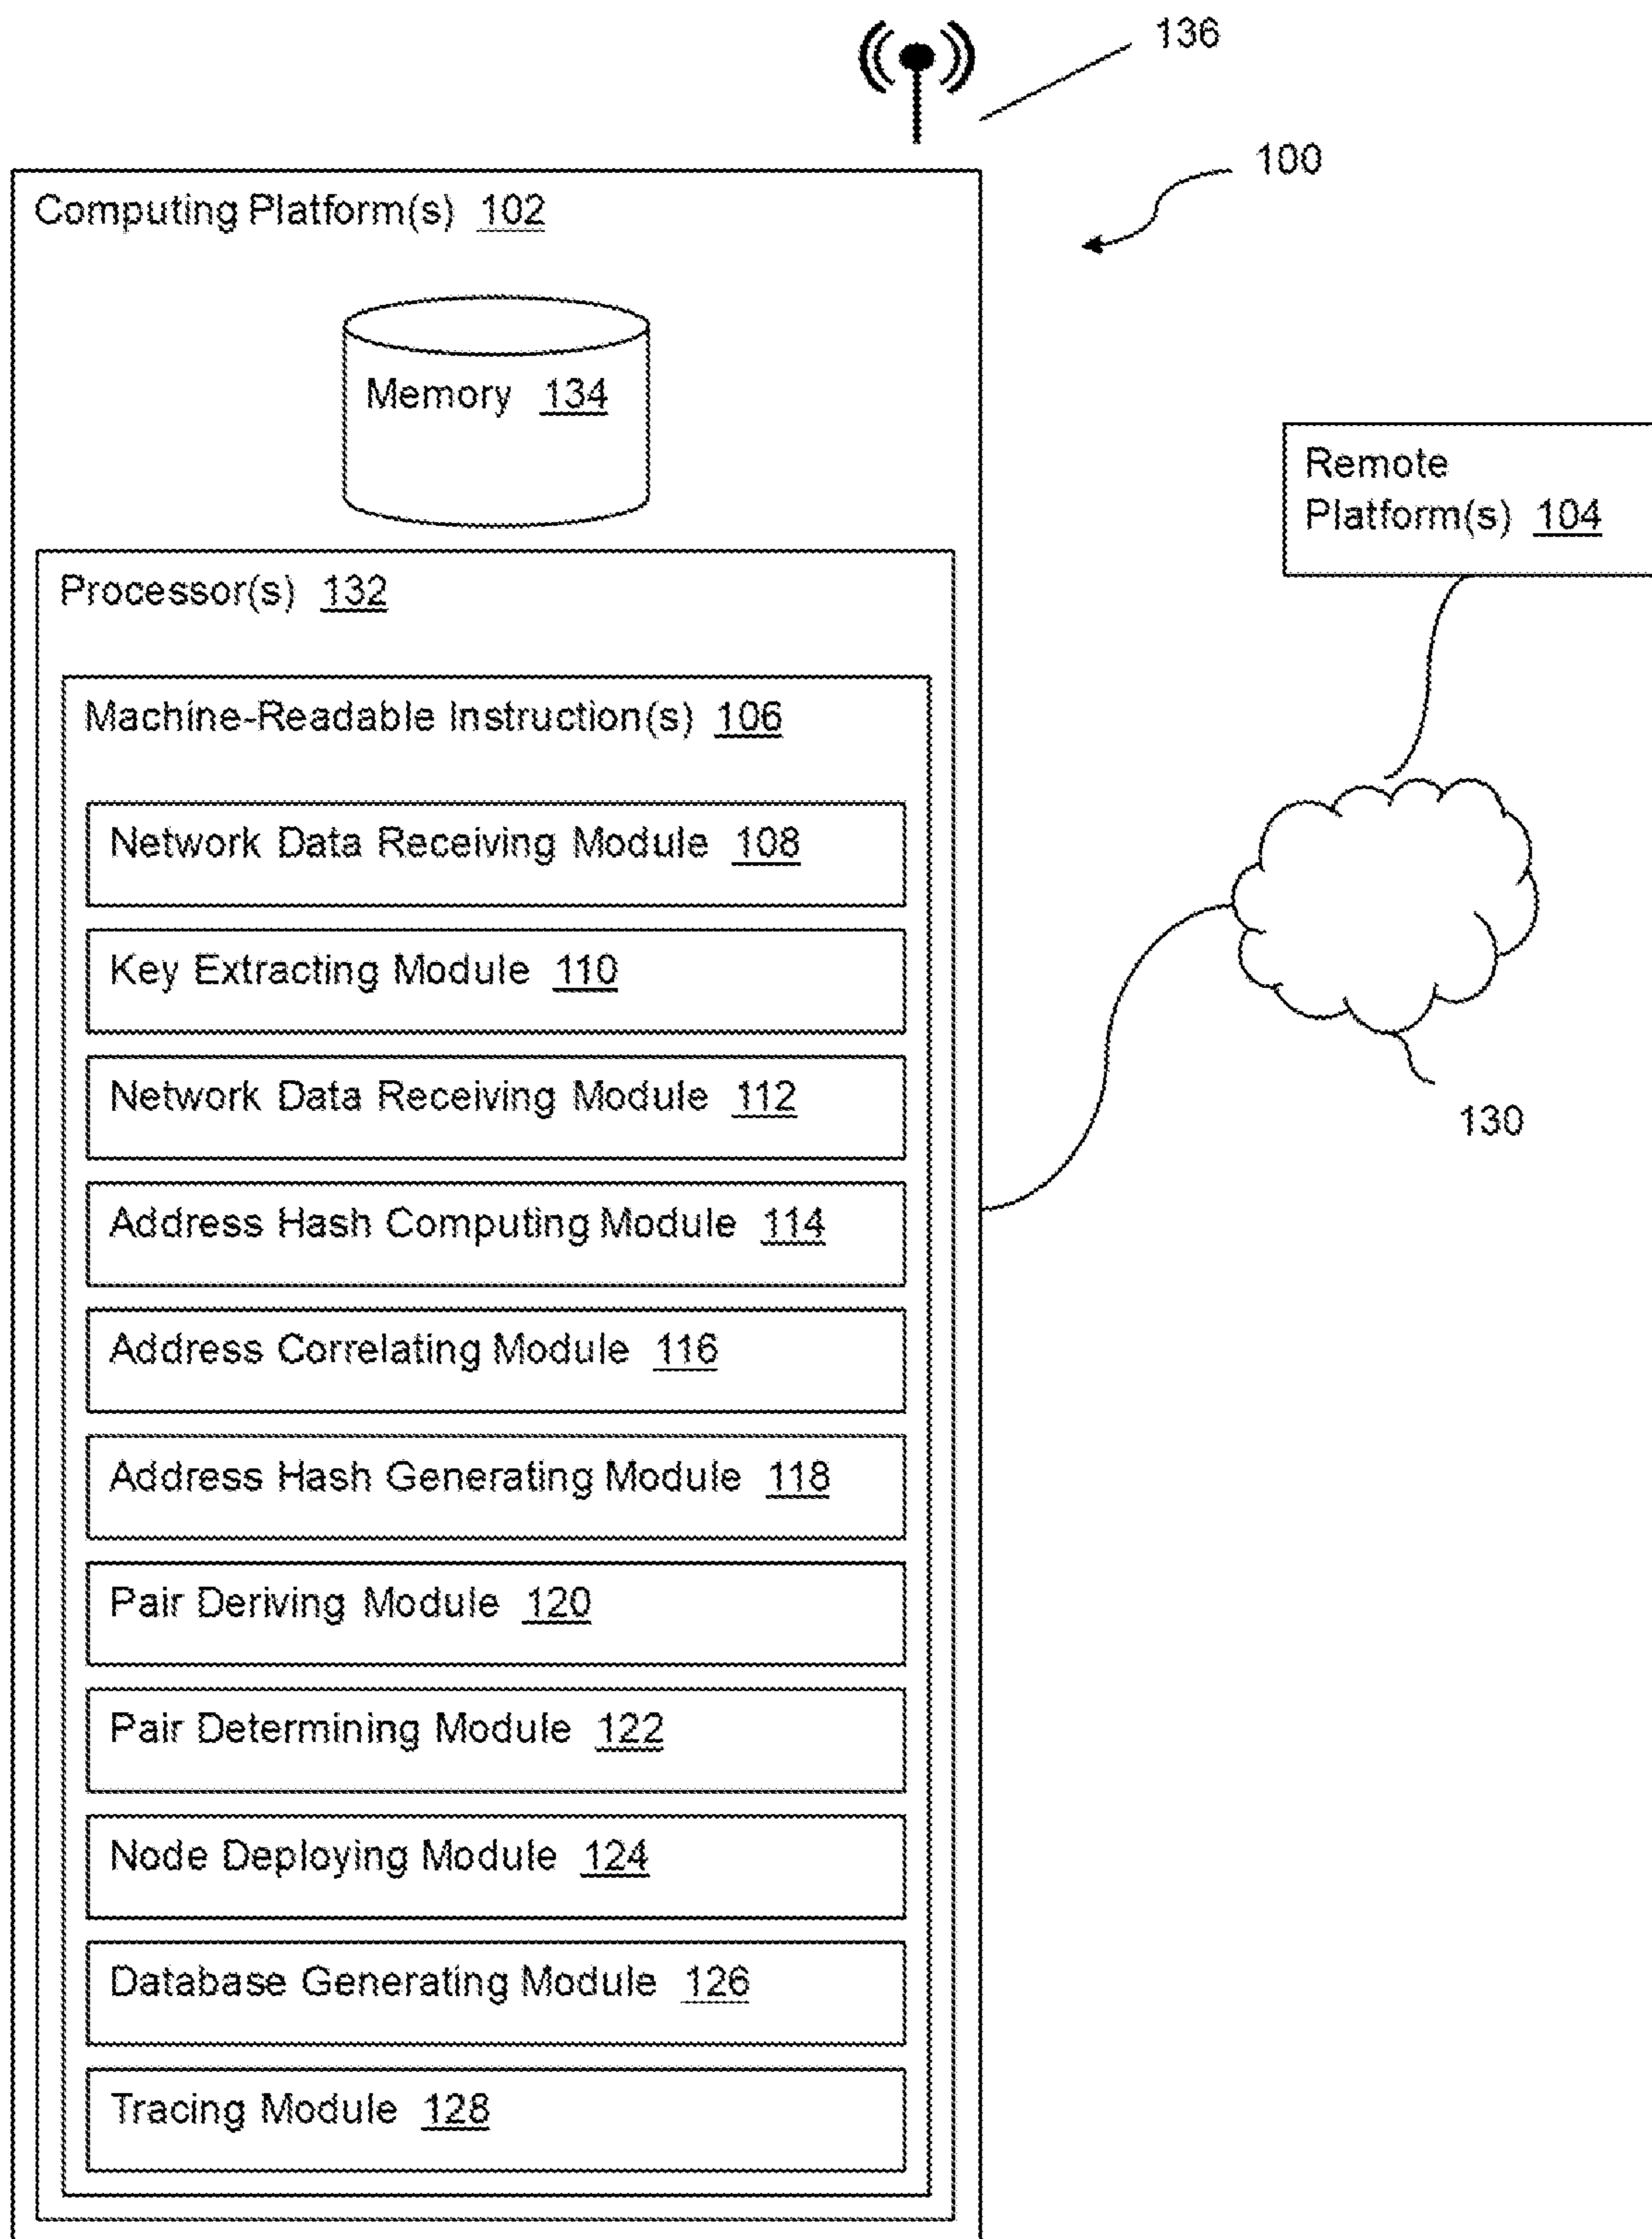 136
100
Computing Platform(s) 102
Memory 134
Remote
Platform(s) 104
Processor(s) 132
Machine-Readable Instruction(s) 106
Network Data Receiving Module 108
Key Extracting Module 110
Network Data Receiving Module 112
130
Address Hash Computing Module 114
Address Correlating Module 116
Address Hash Generating Module 118
Pair Deriving Module 120
Pair Determining Module 122
Node Deploying Module 124
Database Generating Module 126
Tracing Module 128